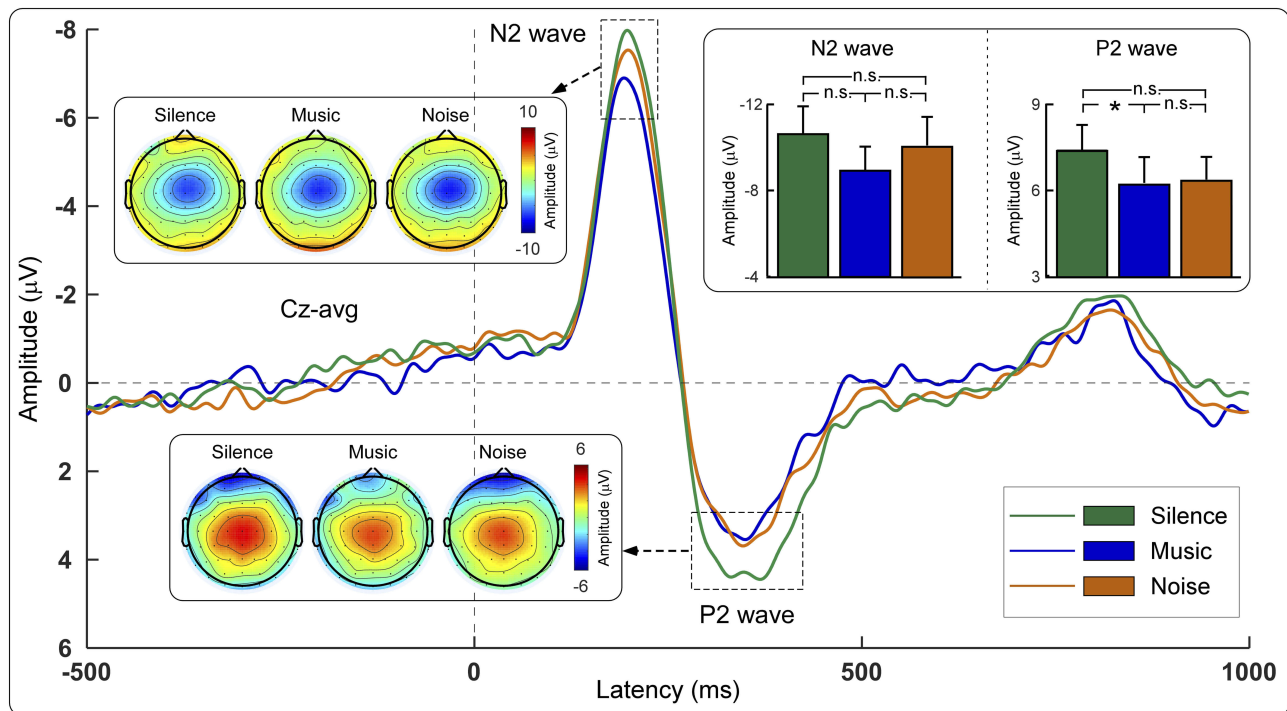 N2 wave
Silence Music Noise
10
Amplitude (µV)
-10
Cz-avg
Silence Music Noise
6
Amplitude (µV)
-6
P2 wave
N2 wave
n.s.
n.s. n.s.
-12
-8
-4
Amplitude (µV)
P2 wave
n.s.
* n.s.
9
6
3
Amplitude (µV)
Silence
Music
Noise
-8
-6
-4
-2
0
2
4
6
Amplitude (µV)
-500 0 500 1000
Latency (ms)